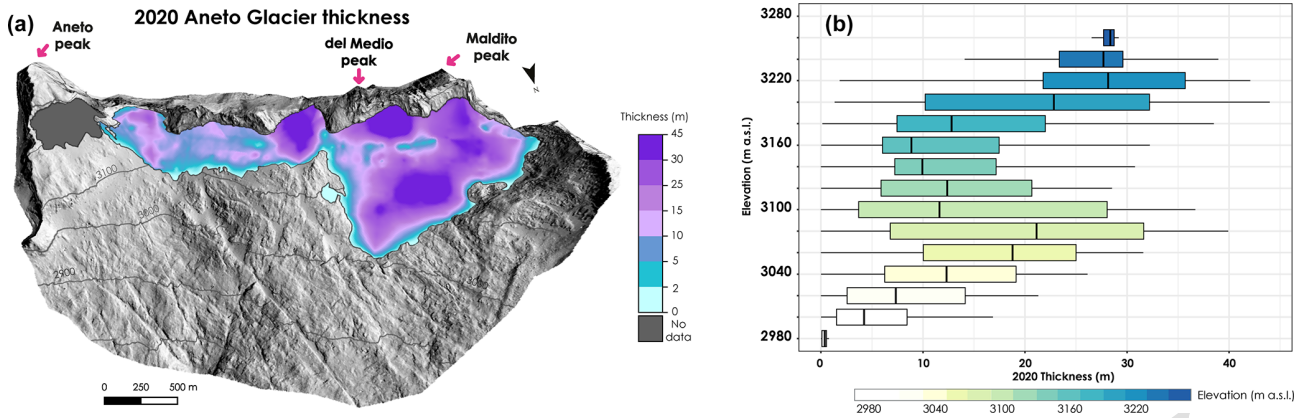 (a)
2020 Aneto Glacier thickness
Aneto
peak
del Medio
peak
Maldito
peak
N
Thickness (m)
45
30
25
15
10
5
2
0
No
data
3100
2900
0 250 500 m
(b)
Elevation (m a.s.l.)
3280
3220
3160
3100
3040
2980
0 10 20 30 40
2020 Thickness (m)
2980 3040 3100 3160 3220
Elevation (m a.s.l.)